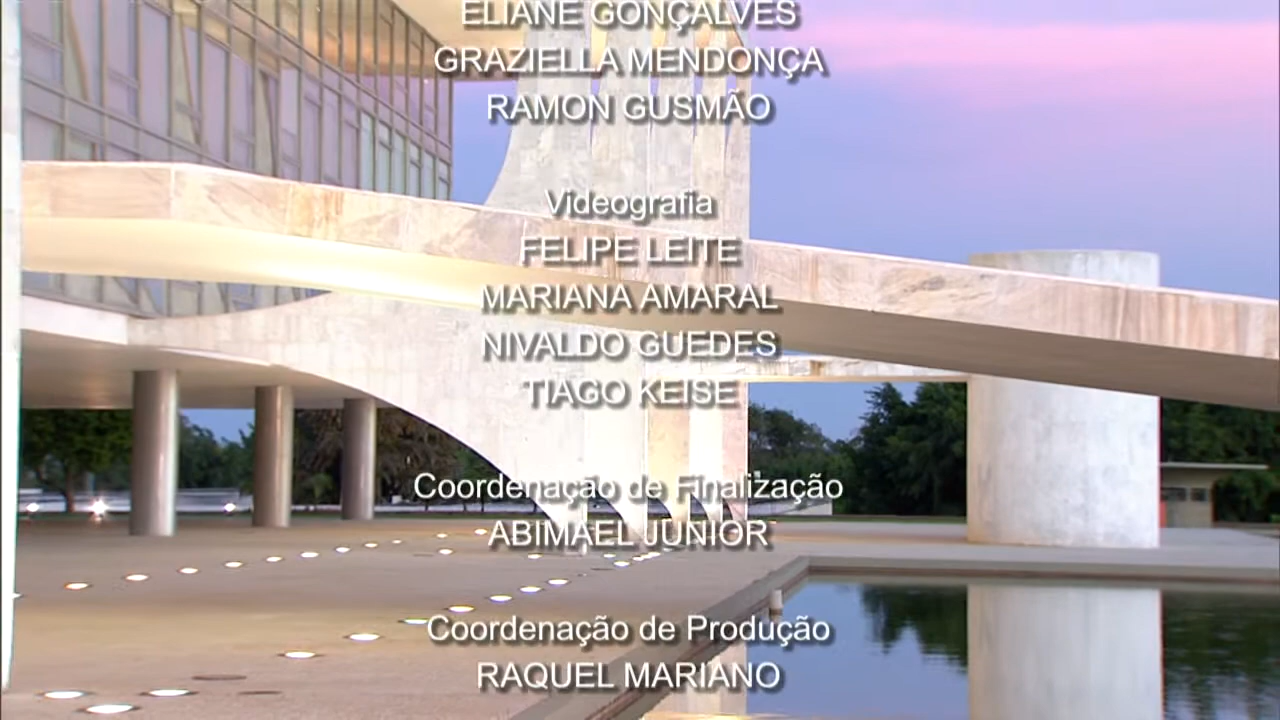 ELIANE GONÇALVES
GRAZIELLA MENDONÇA
RAMON GUSMÃO
Videografia
FELIPE LEITE
MARIANA AMARAL
NIVALDO GUEDES
TIAGO KEISE
Coordenação de Finalização
ABIMAEL JUNIOR
Coordenação de Produção
RAQUEL MARIANO